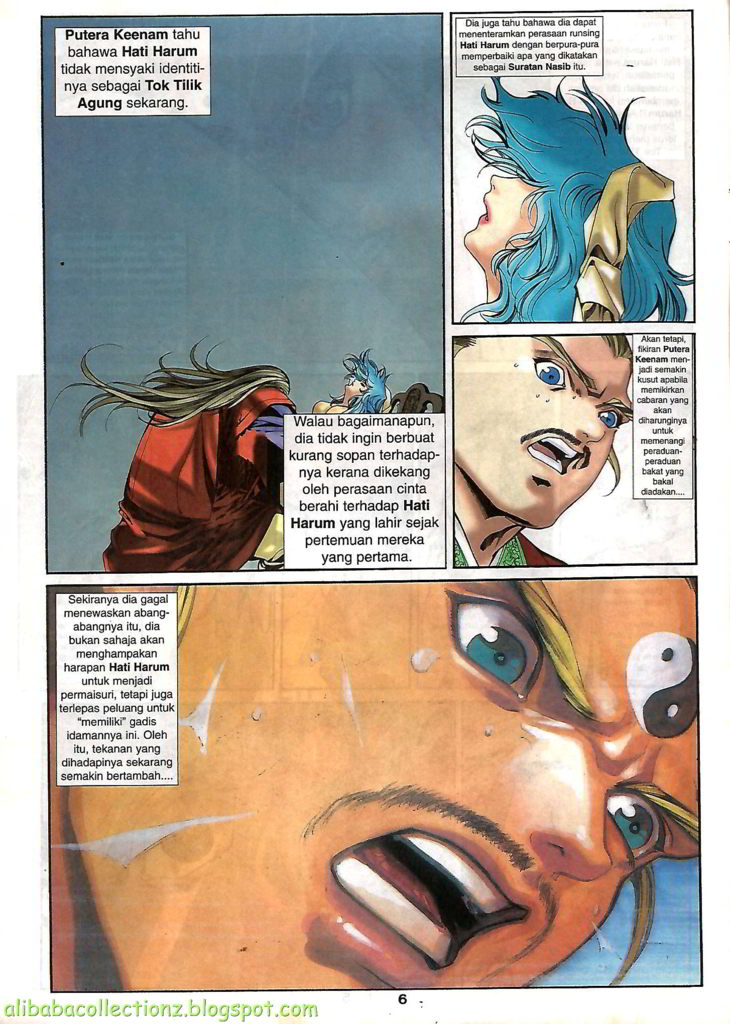 Putera Keenam tahu
bahawa Hati Harum
tidak mensyaki identiti-
nya sebagai Tok Tilik
Agung sekarang.
Dia juga tahu bahawa dia dapat
menenteramkan perasaan runsing
Hati Harum dengan berpura-pura
memperbaiki apa yang dikatakan
sebagai Suratan Nasib itu.
Walau bagaimanapun,
dia tidak ingin berbuat
kurang sopan terhadap-
nya kerana dikekang
oleh perasaan cinta
berahi terhadap Hati
Harum yang lahir sejak
pertemuan mereka
yang pertama.
Akan tetapi,
fikiran Putera
Keenam men-
jadi semakin
kusut apabila
memikirkan
cabaran yang
akan
diharunginya
untuk
memenangi
peraduan-
peraduan
bakat yang
bakal
diadakan....
Sekiranya dia gagal
menewaskan abang-
abangnya itu, dia
bukan sahaja akan
menghampakan
harapan Hati Harum
untuk menjadi
permaisuri, tetapi juga
terlepas peluang untuk
"memiliki" gadis
idamannya ini. Oleh
itu, tekanan yang
dihadapinya sekarang
semakin bertambah....
6
alibabacollectionz.blogspot.com